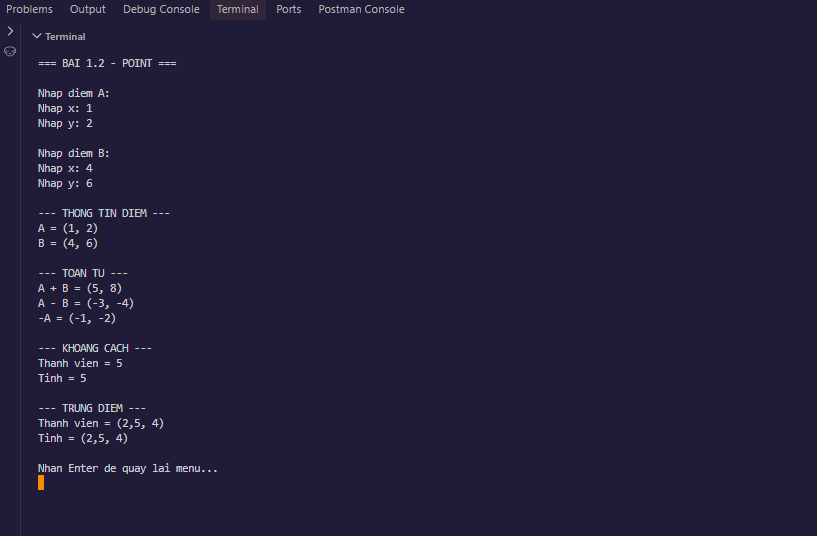 Problems Output Debug Console Terminal Ports Postman Console
Terminal
=== BAI 1.2 - POINT ===
Nhap diem A:
Nhap x: 1
Nhap y: 2
Nhap diem B:
Nhap x: 4
Nhap y: 6
--- THONG TIN DIEM ---
A = (1, 2)
B = (4, 6)
--- TOAN TU ---
A + B = (5, 8)
A - B = (-3, -4)
-A = (-1, -2)
--- KHOANG CACH ---
Thanh vien = 5
Tinh = 5
--- TRUNG DIEM ---
Thanh vien = (2,5, 4)
Tinh = (2,5, 4)
Nhan Enter de quay lai menu...